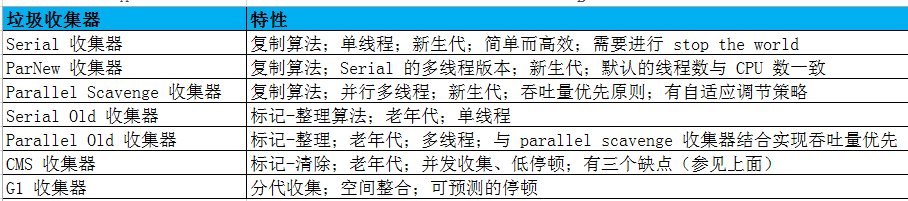 垃圾收集器 特性
Serial 收集器 复制算法；单线程；新生代；简单而高效；需要进行 stop the world
ParNew 收集器 复制算法；Serial 的多线程版本；新生代；默认的线程数与 CPU 数一致
Parallel Scavenge 收集器 复制算法；并行多线程；新生代；吞吐量优先原则；有自适应调节策略
Serial Old 收集器 标记-整理算法；老年代；单线程
Parallel Old 收集器 标记-整理；老年代；多线程；与 parallel scavenge 收集器结合实现吞吐量优先
CMS 收集器 标记-清除；老年代；并发收集、低停顿；有三个缺点（参见上面）
G1 收集器 分代收集；空间整合；可预测的停顿